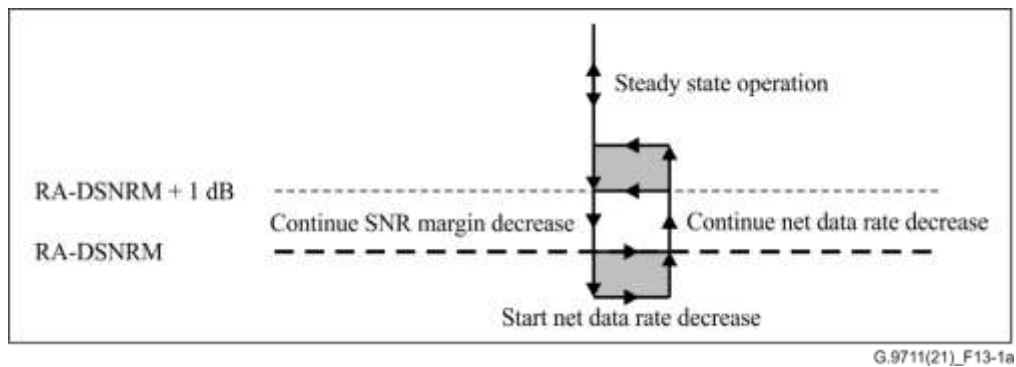 Steady state operation
RA-DSNRM + 1 dB
Continue SNR margin decrease
Continue net data rate decrease
RA-DSNRM
Start net data rate decrease
G.9711(21)_F13-1a